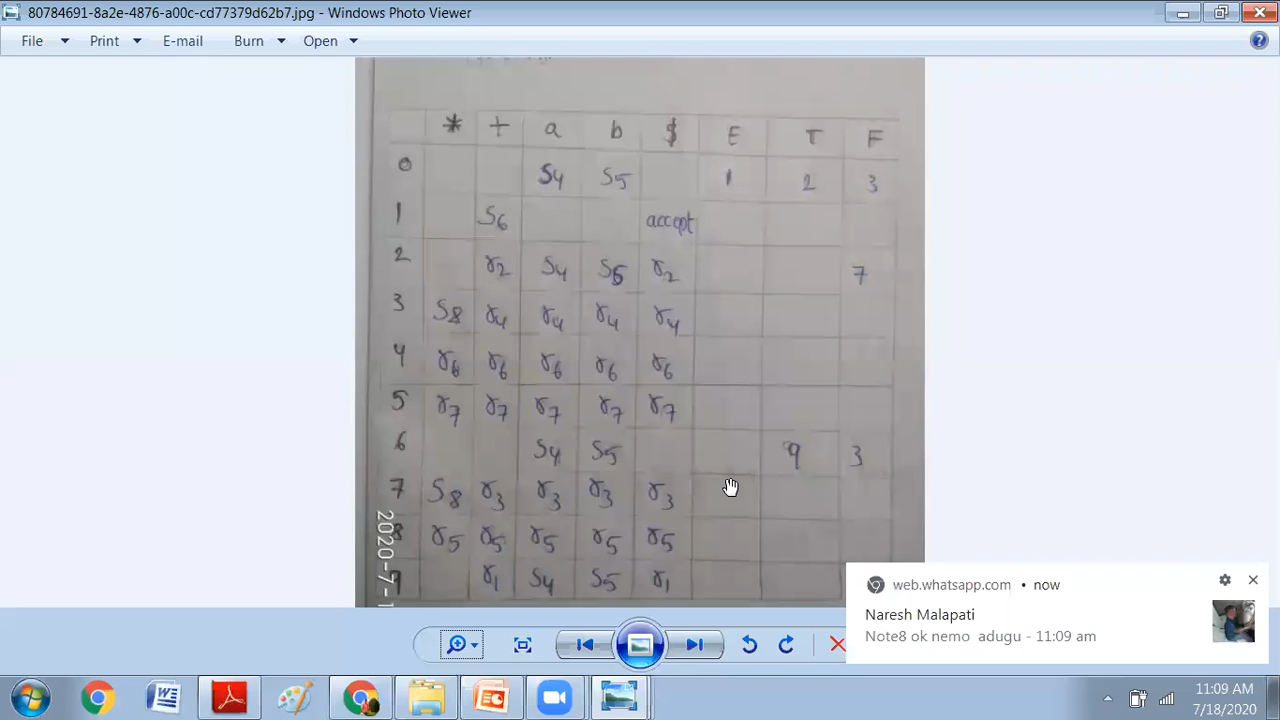 80784691-8a2e-4876-a00c-cd77379d62b7.jpg - Windows Photo Viewer
File Print E-mail Burn Open
* + a b $ E T F
0 S4 S5 1 2 3
1 S6 accept
2 r2 S4 S5 r2 7
3 S8 r4 r4 r4 r4
4 r6 r6 r6 r6 r6
5 r7 r7 r7 r7 r7
6 S4 S5 9 3
7 S8 r3 r3 r3 r3
8 r5 r5 r5 r5 r5
9 r1 S4 S5 r1
2020-7-1
web.whatsapp.com • now
Naresh Malapati
Note8 ok nemo adugu - 11:09 am
11:09 AM
7/18/2020